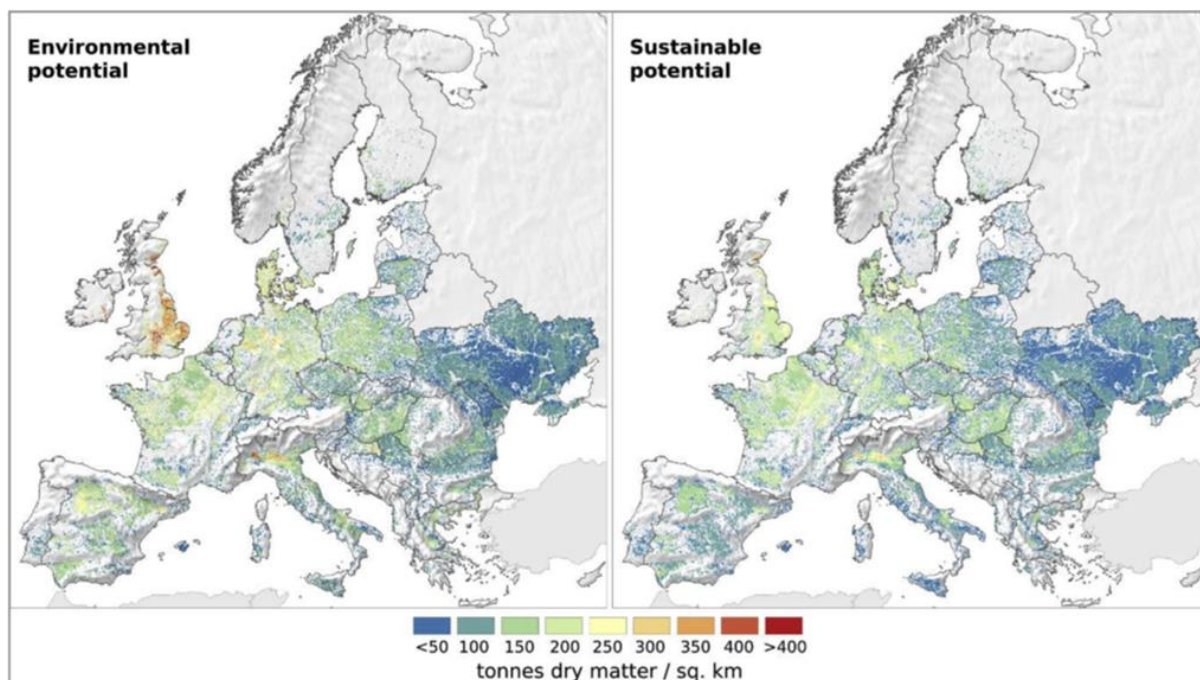 Environmental
potential
Sustainable
potential
<50 100 150 200 250 300 350 400 >400
tonnes dry matter / sq. km